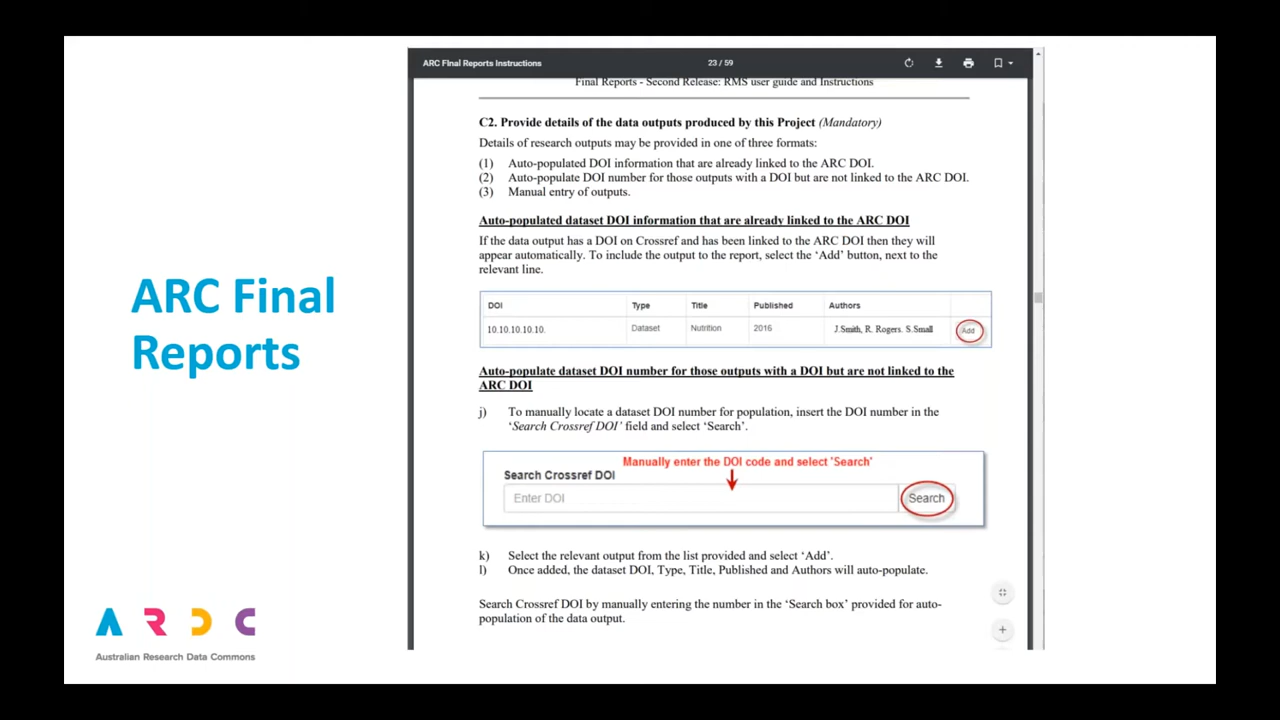 ARC Final
Reports
A R D C
Australian Research Data Commons
ARC FInal Reports Instructions
23 / 59
Final Reports - Second Release: RMS user guide and Instructions
C2. Provide details of the data outputs produced by this Project (Mandatory)
Details of research outputs may be provided in one of three formats:
(1) Auto-populated DOI information that are already linked to the ARC DOI.
(2) Auto-populate DOI number for those outputs with a DOI but are not linked to the ARC DOI.
(3) Manual entry of outputs.
Auto-populated dataset DOI information that are already linked to the ARC DOI
If the data output has a DOI on Crossref and has been linked to the ARC DOI then they will
appear automatically. To include the output to the report, select the ‘Add’ button, next to the
relevant line.
DOI Type Title Published Authors
10.10.10.10.10. Dataset Nutrition 2016 J.Smith, R. Rogers. S.Small Add
Auto-populate dataset DOI number for those outputs with a DOI but are not linked to the
ARC DOI
j) To manually locate a dataset DOI number for population, insert the DOI number in the
‘Search Crossref DOI’ field and select ‘Search’.
Manually enter the DOI code and select 'Search'
Search Crossref DOI
Enter DOI Search
k) Select the relevant output from the list provided and select ‘Add’.
l) Once added, the dataset DOI, Type, Title, Published and Authors will auto-populate.
Search Crossref DOI by manually entering the number in the ‘Search box’ provided for auto-
population of the data output.